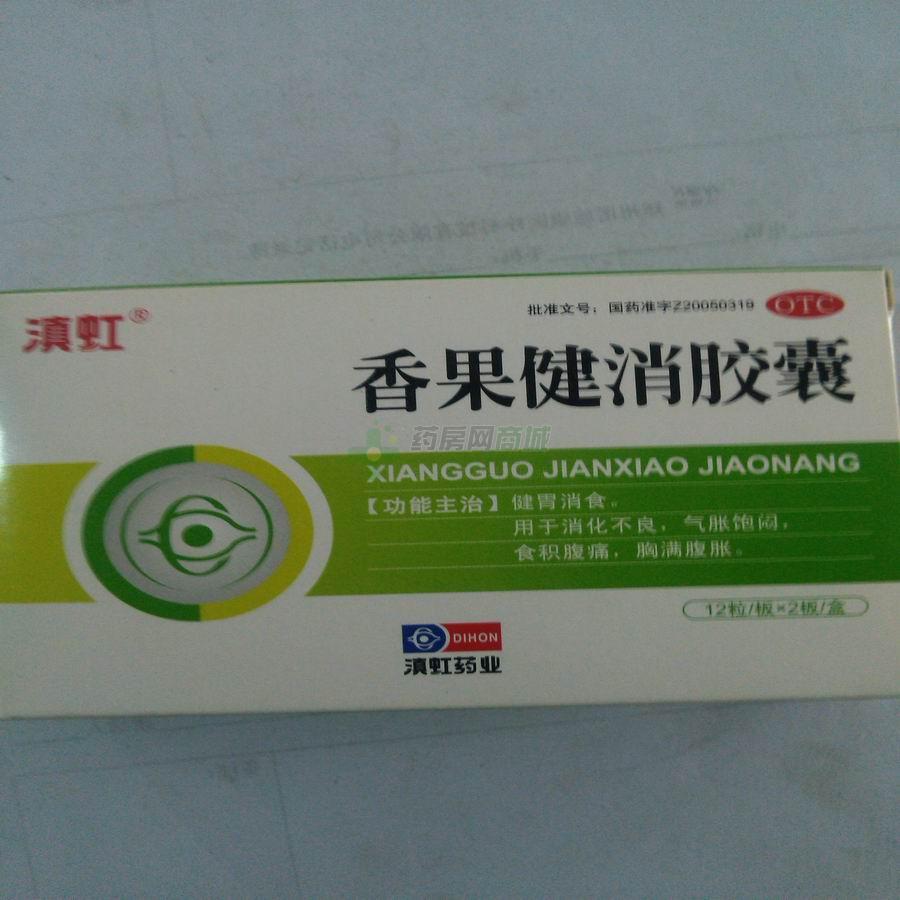 滇虹®
批准文号：国药准字Z20050319
OTC
香果健消胶囊
药房网商城
XIANGGUO JIANXIAO JIAONANG
【功能主治】健胃消食。
用于消化不良，气胀饱闷，
食积腹痛，胸满腹胀。
12粒/板×2板/盒
DIHON
滇虹药业